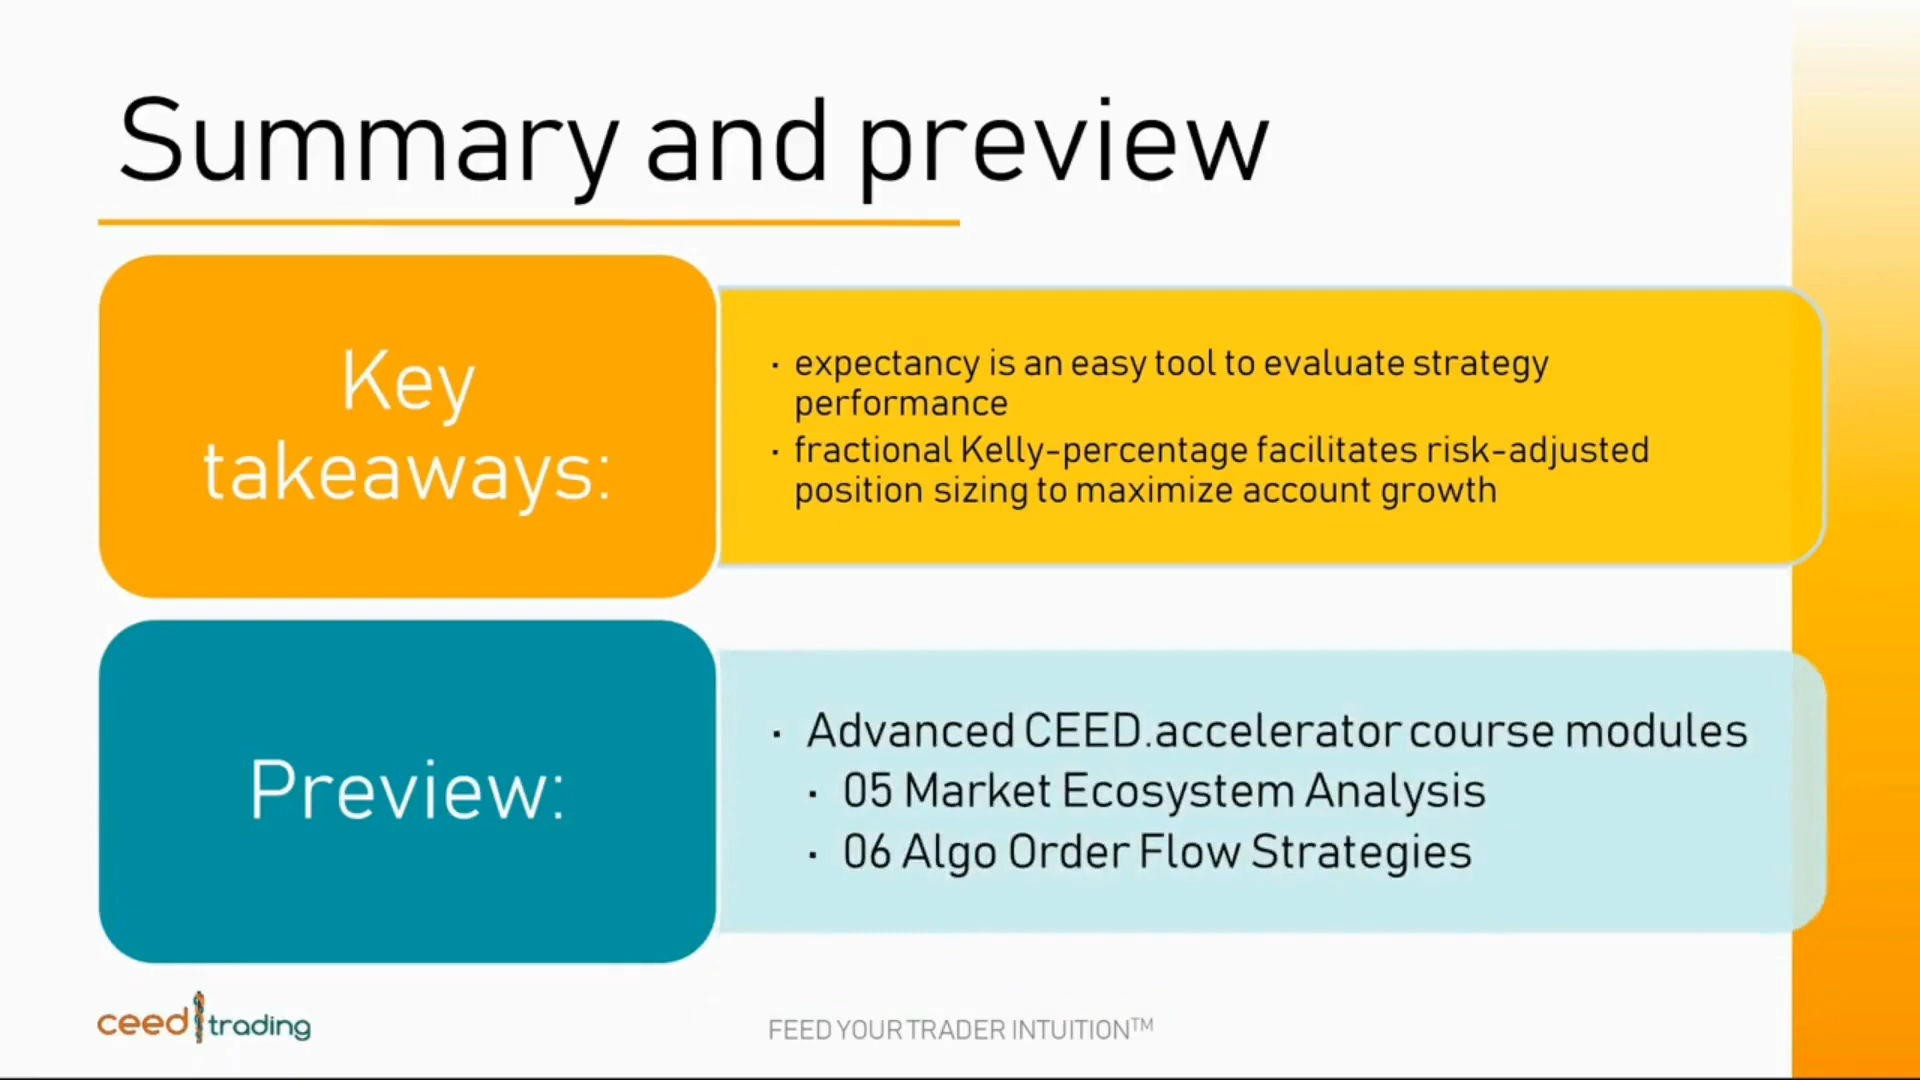 Summary and preview
Key
takeaways:
· expectancy is an easy tool to evaluate strategy
performance
· fractional Kelly-percentage facilitates risk-adjusted
position sizing to maximize account growth
Preview:
· Advanced CEED.accelerator course modules
· 05 Market Ecosystem Analysis
· 06 Algo Order Flow Strategies
ceed trading
FEED YOUR TRADER INTUITION™